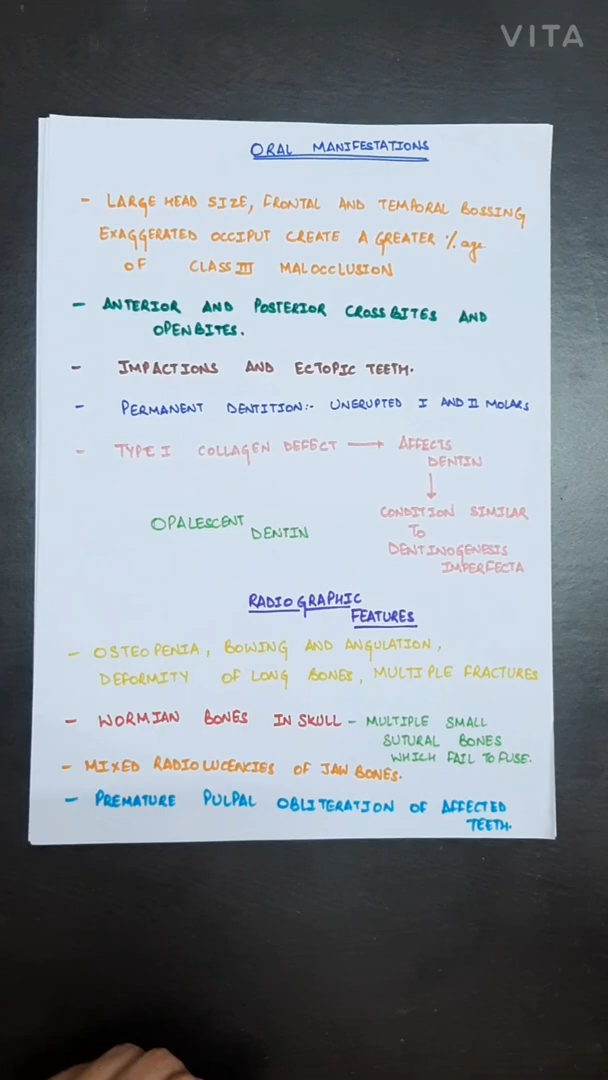 VITA
ORAL MANIFESTATIONS
- LARGE HEAD SIZE, FRONTAL AND TEMPORAL BOSSING
EXAGGERATED OCCIPUT CREATE A GREATER %age
OF CLASS III MALOCCLUSION
- ANTERIOR AND POSTERIOR CROSSBITES AND
OPENBITES.
- IMPACTIONS AND ECTOPIC TEETH.
- PERMANENT DENTITION:- UNERUPTED I AND II MOLARS
- TYPE I COLLAGEN DEFECT → AFFECTS
DENTIN
↓
CONDITION SIMILAR
TO
DENTINOGENESIS
IMPERFECTA
OPALESCENT
DENTIN
RADIOGRAPHIC
FEATURES
- OSTEOPENIA, BOWING AND ANGULATION,
DEFORMITY OF LONG BONES, MULTIPLE FRACTURES
- WORMIAN BONES IN SKULL - MULTIPLE SMALL
SUTURAL BONES
WHICH FAIL TO FUSE.
- MIXED RADIOLUCENCIES OF JAW BONES.
- PREMATURE PULPAL OBLITERATION OF AFFECTED
TEETH.